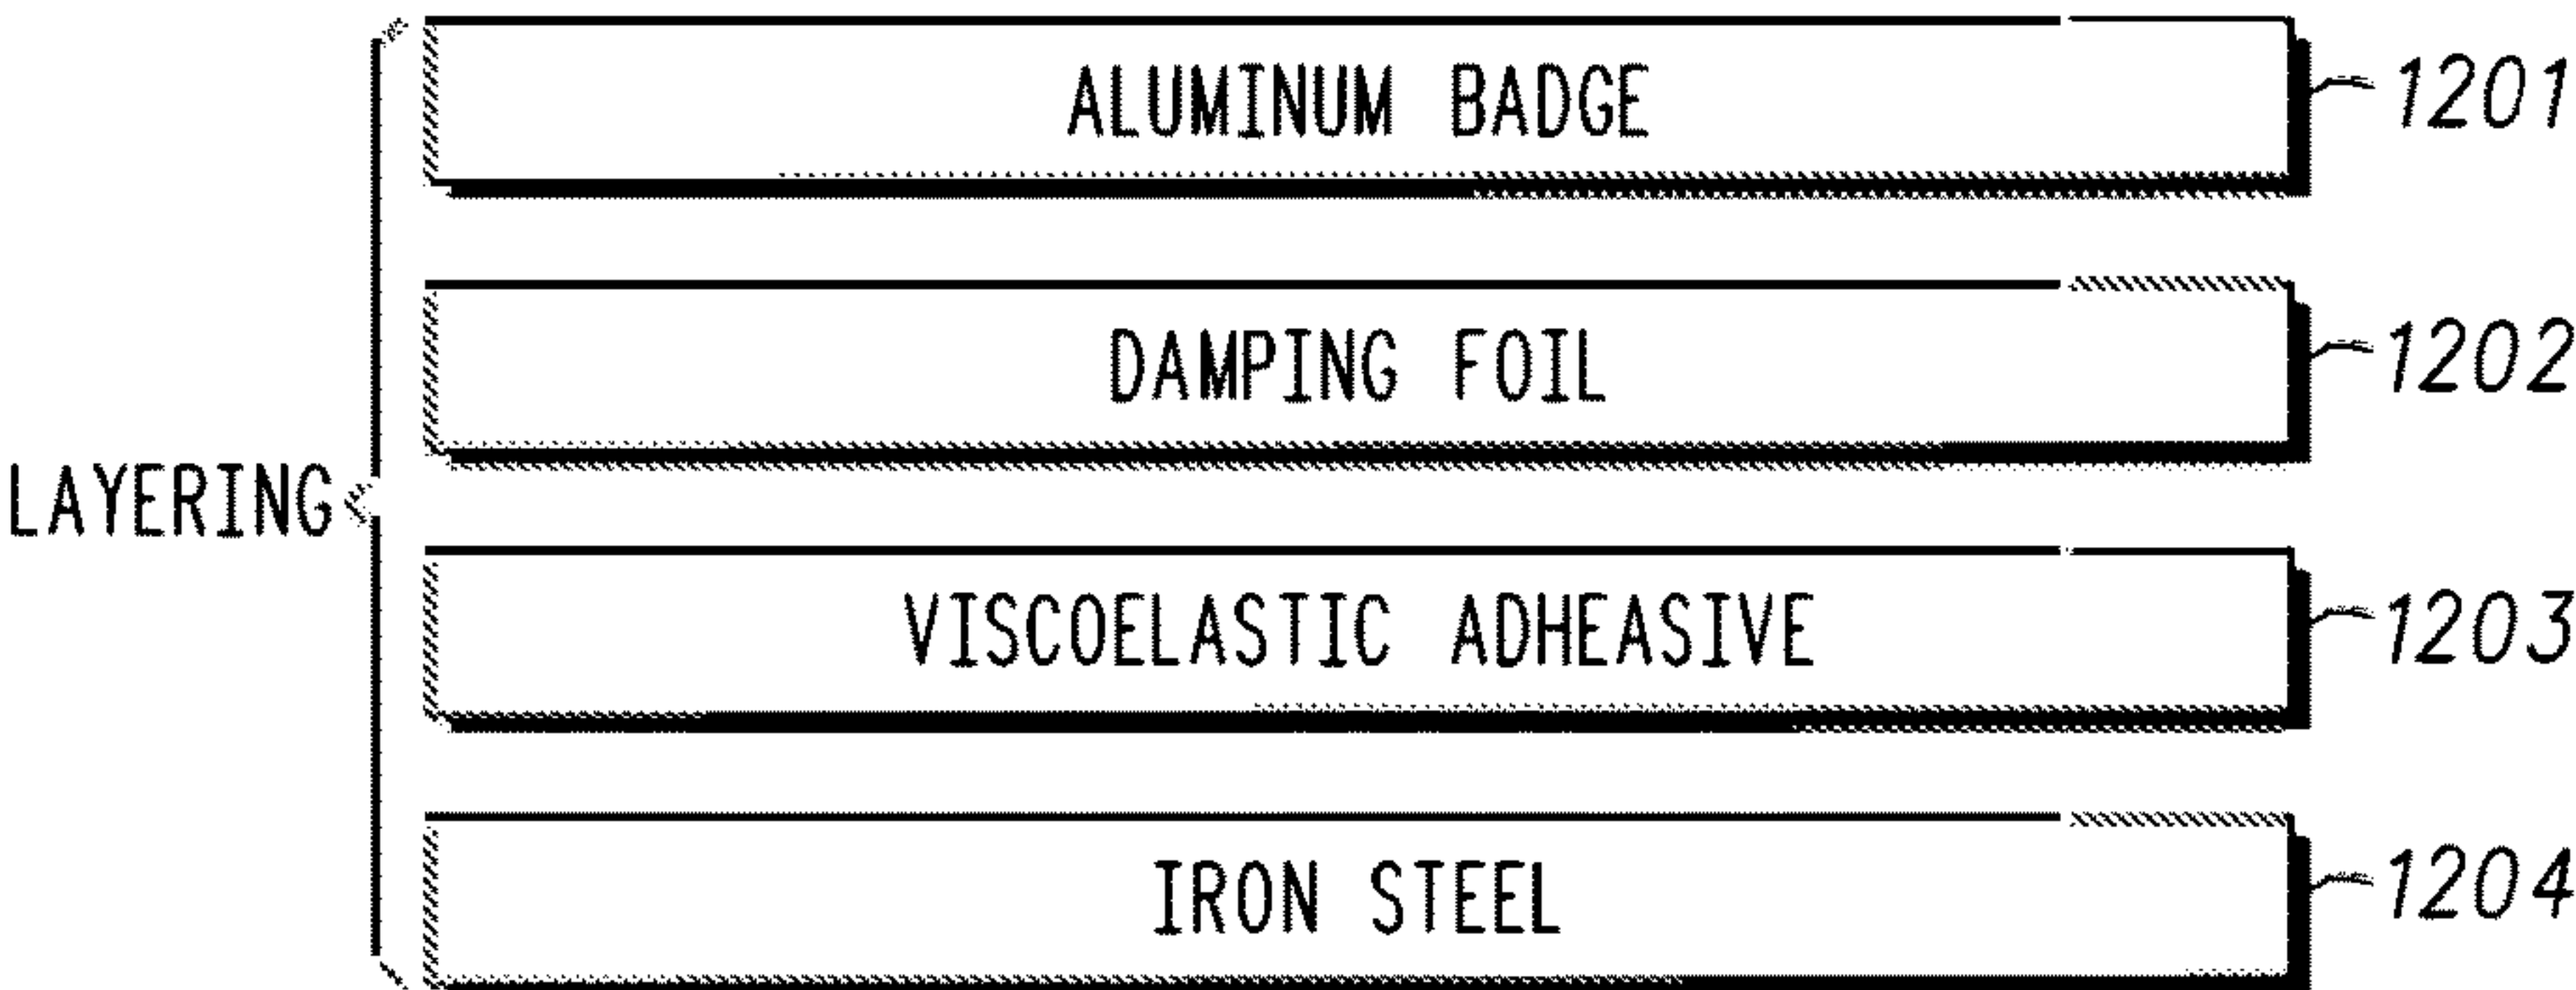 ALUMINUM BADGE 1201
DAMPING FOIL 1202
LAYERING
VISCOELASTIC ADHEASIVE 1203
IRON STEEL 1204